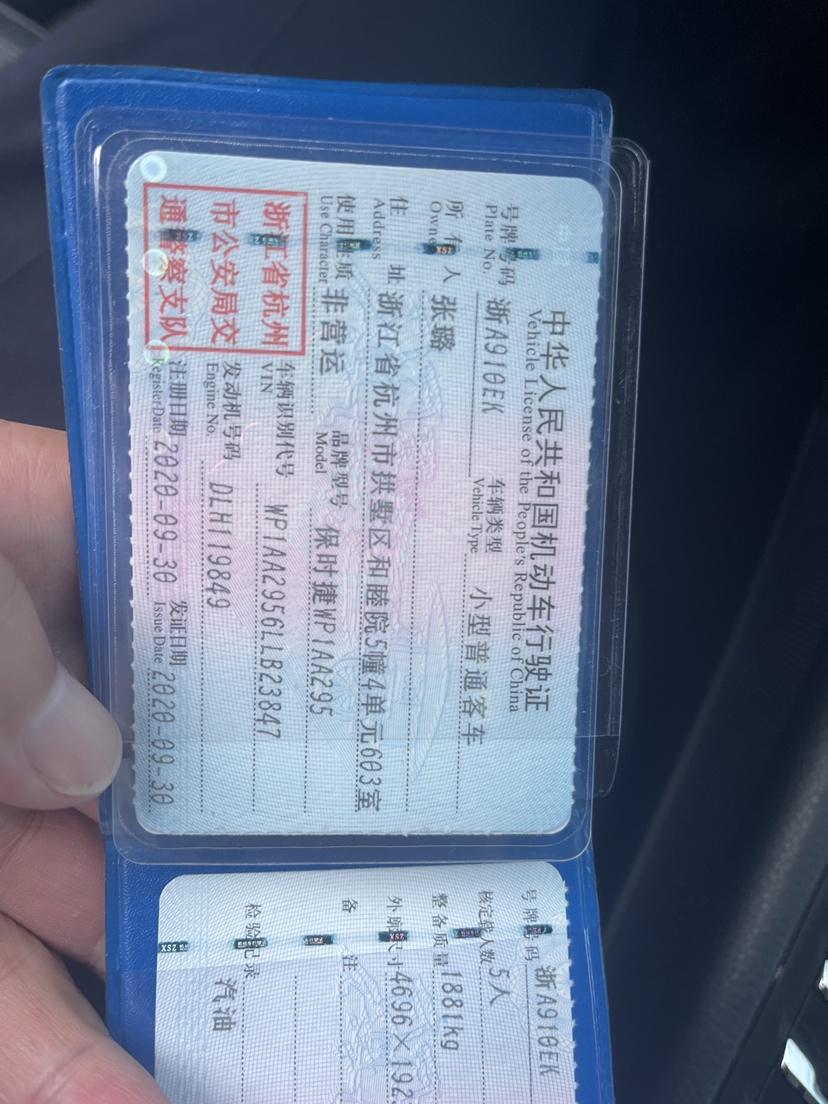 中华人民共和国机动车行驶证
Vehicle License of the People's Republic of China
号牌号码 浙A910EK 车辆类型 小型普通客车
Plate No. Vehicle Type
所有人 张璐
Owner
住址 浙江省杭州市拱墅区和睦院5幢4单元603室
Address
使用性质 非营运 品牌型号 保时捷WP1AA295
Use Character Model
浙江省杭州
市公安局交
通警察支队
车辆识别代号 WP1AA2956LLB23847
VIN
发动机号码 DLH119849
Engine No.
注册日期 2020-09-30 发证日期 2020-09-30
Register Date Issue Date
号牌号码 浙A910EK
核定载人数 5人
整备质量 1881kg
外廓尺寸 4696×192
备注
检验记录 汽油